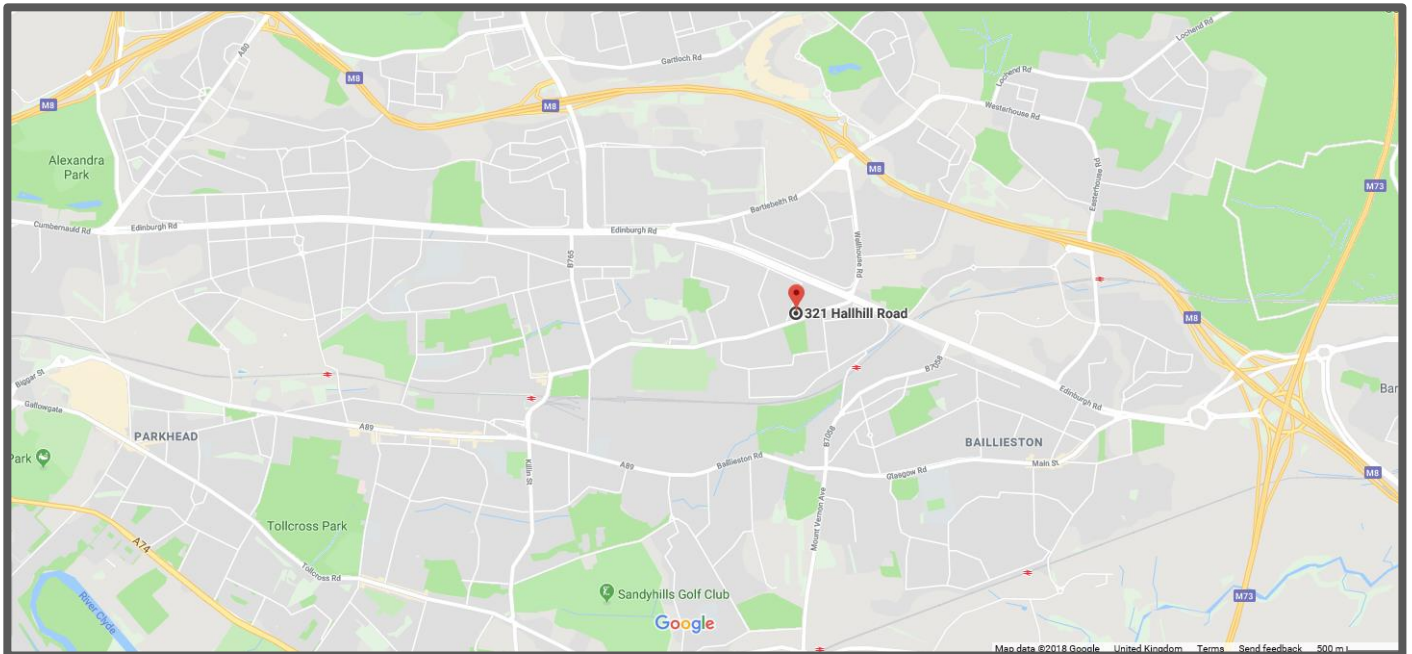 Gartloch Rd
Lochend Rd
Lochend Rd
A80
M8
M8
M8
Westerhouse Rd
Alexandra
Park
M8
M73
Easterhouse Rd
Bartiebeith Rd
Cumbernauld Rd
Edinburgh Rd
Edinburgh Rd
B765
Wellhouse Rd
321 Hallhill Road
M8
B7058
Biggar St
Gallowgate
Edinburgh Rd
Bar
PARKHEAD
A89
B7058
BAILLIESTON
Park
A89
Baillieston Rd
Glasgow Rd
Main St
M8
Killin St
Mount Vernon Ave
Tollcross Park
A74
Tollcross Rd
River Clyde
Sandyhills Golf Club
M73
Google
Map data ©2018 Google United Kingdom Terms Send feedback 500 m